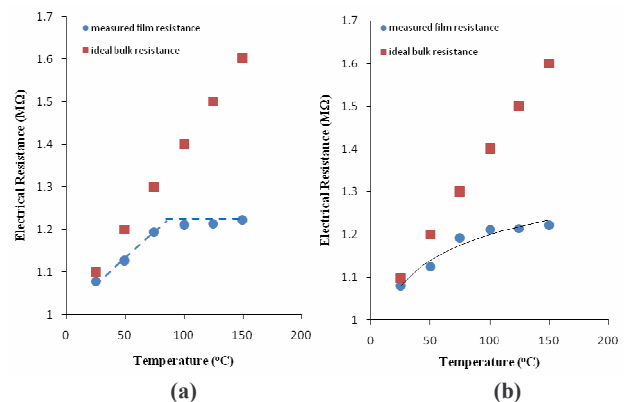 1.7
measured film resistance
ideal bulk resistance
1.6
1.5
1.4
1.3
1.2
1.1
1
0
50
100
150
200
Electrical Resistance (MΩ)
Temperature (°C)
(a)
1.7
measured film resistance
ideal bulk resistance
1.6
1.5
1.4
1.3
1.2
1.1
1
0
50
100
150
200
Electrical Resistance (MΩ)
Temperature (°C)
(b)